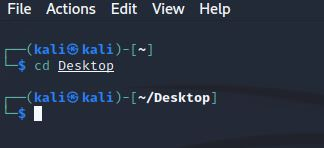 File Actions Edit View Help
┌──(kali㉿kali)-[~]
└─$ cd Desktop
┌──(kali㉿kali)-[~/Desktop]
└─$